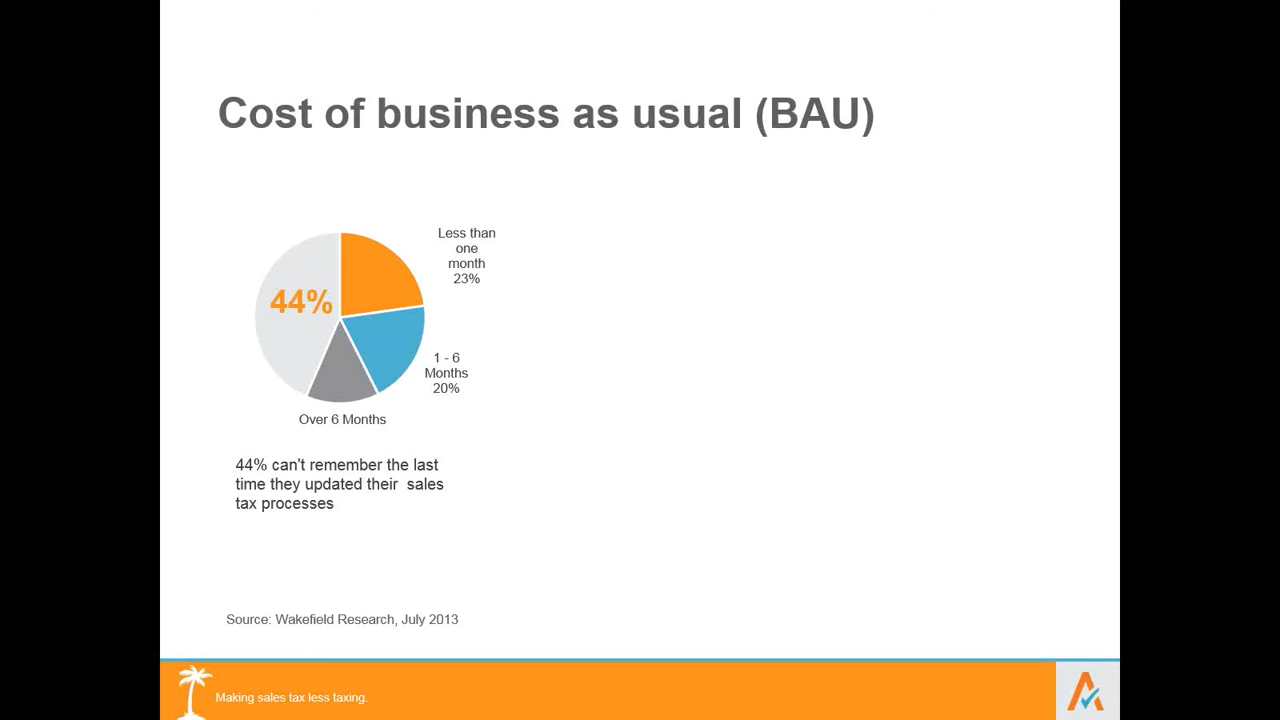 Cost of business as usual (BAU)
Less than
one
month
23%
44%
1 - 6
Months
20%
Over 6 Months
44% can't remember the last
time they updated their  sales
tax processes
Source: Wakefield Research, July 2013
Making sales tax less taxing.